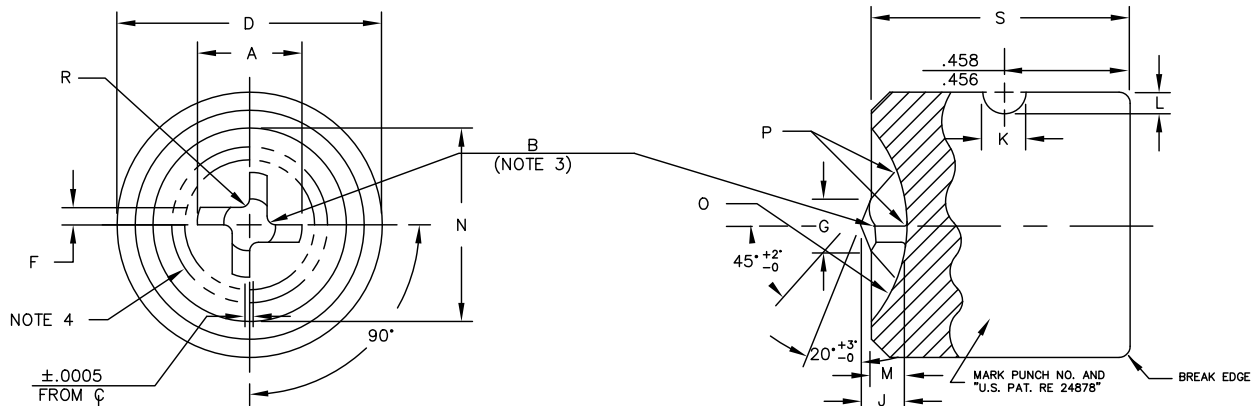 D
A
R
F
B
(NOTE 3)
N
NOTE 4
90°
±.0005
FROM ℄
S
.458
.456
L
K
P
O
G
45° +2° -0
20° +3° -0
M
J
MARK PUNCH NO. AND
"U.S. PAT. RE 24878"
BREAK EDGE